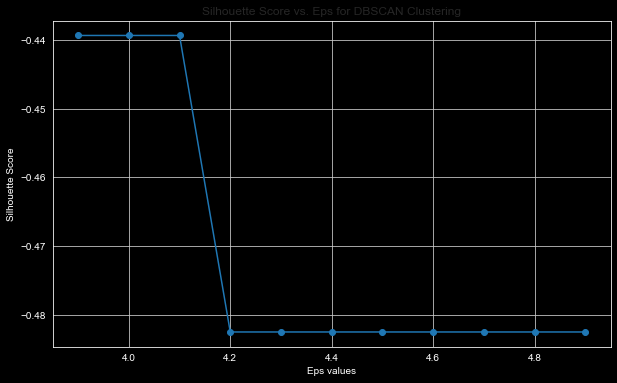 Silhouette Score vs. Eps for DBSCAN Clustering
−0.44
−0.45
−0.46
−0.47
−0.48
Silhouette Score
4.0 4.2 4.4 4.6 4.8
Eps values